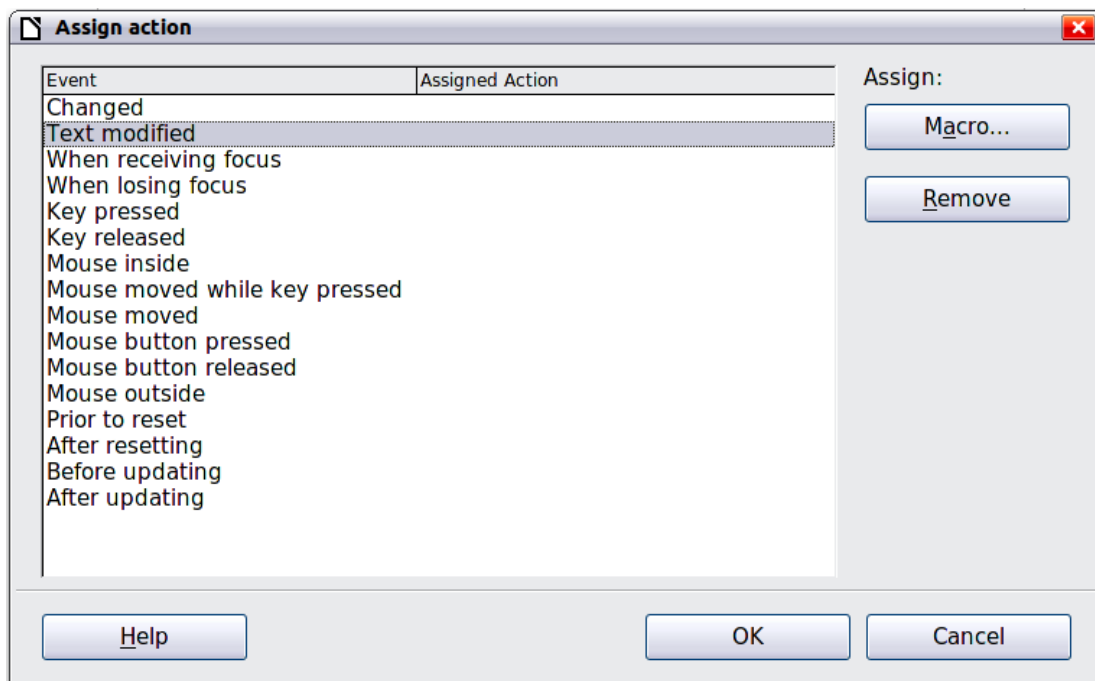 Assign action
Event Assigned Action
Assign:
Changed
Text modified
When receiving focus
When losing focus
Key pressed
Key released
Mouse inside
Mouse moved while key pressed
Mouse moved
Mouse button pressed
Mouse button released
Mouse outside
Prior to reset
After resetting
Before updating
After updating
Macro...
Remove
Help OK Cancel